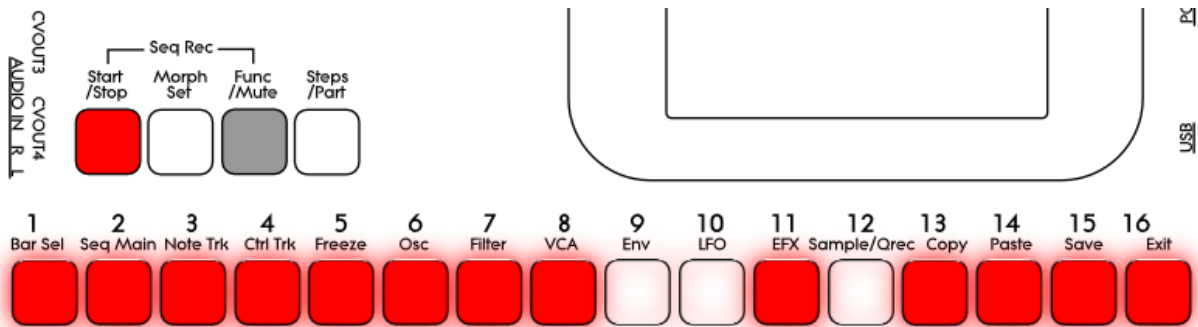 CVOUT3
CVOUT4
AUDIO IN R L
Seq Rec
Start
/Stop
Morph
Set
Func
/Mute
Steps
/Part
USB
1 2 3 4 5 6 7 8 9 10 11 12 13 14 15 16
Bar Sel Seq Main Note Trk Ctrl Trk Freeze Osc Filter VCA Env LFO EFX Sample/Qrec Copy Paste Save Exit